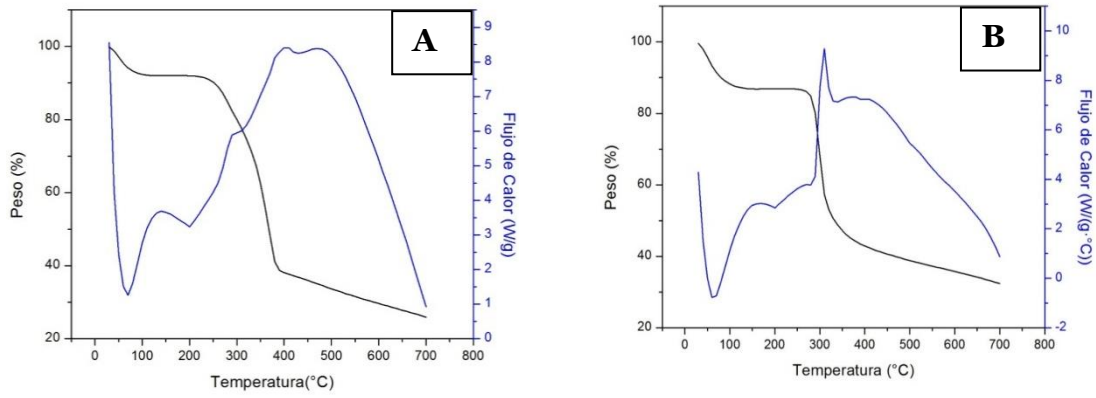 A
100
80
60
40
20
Peso (%)
0 100 200 300 400 500 600 700 800
Temperatura(°C)
9
8
7
6
5
4
3
2
1
0
Flujo de Calor (W/g)
B
100
80
60
40
20
Peso (%)
0 100 200 300 400 500 600 700 800
Temperatura (°C)
10
8
6
4
2
0
-2
Flujo de Calor (W/(g·°C))